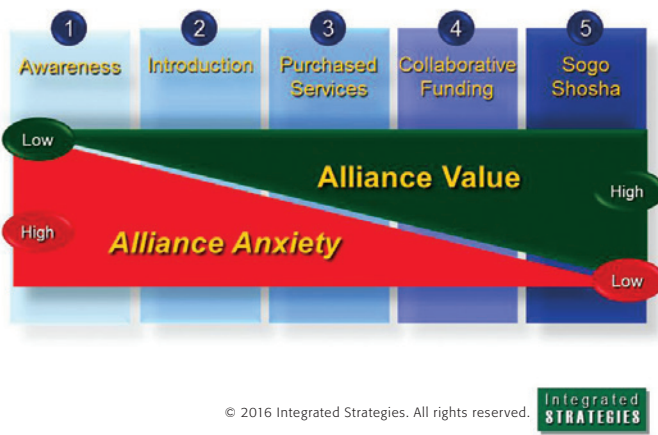 1 2 3 4 5
Awareness Introduction Purchased Services Collaborative Funding Sogo Shosha
Low
Alliance Value
High
High
Alliance Anxiety
Low
© 2016 Integrated Strategies. All rights reserved.
Integrated
STRATEGIES